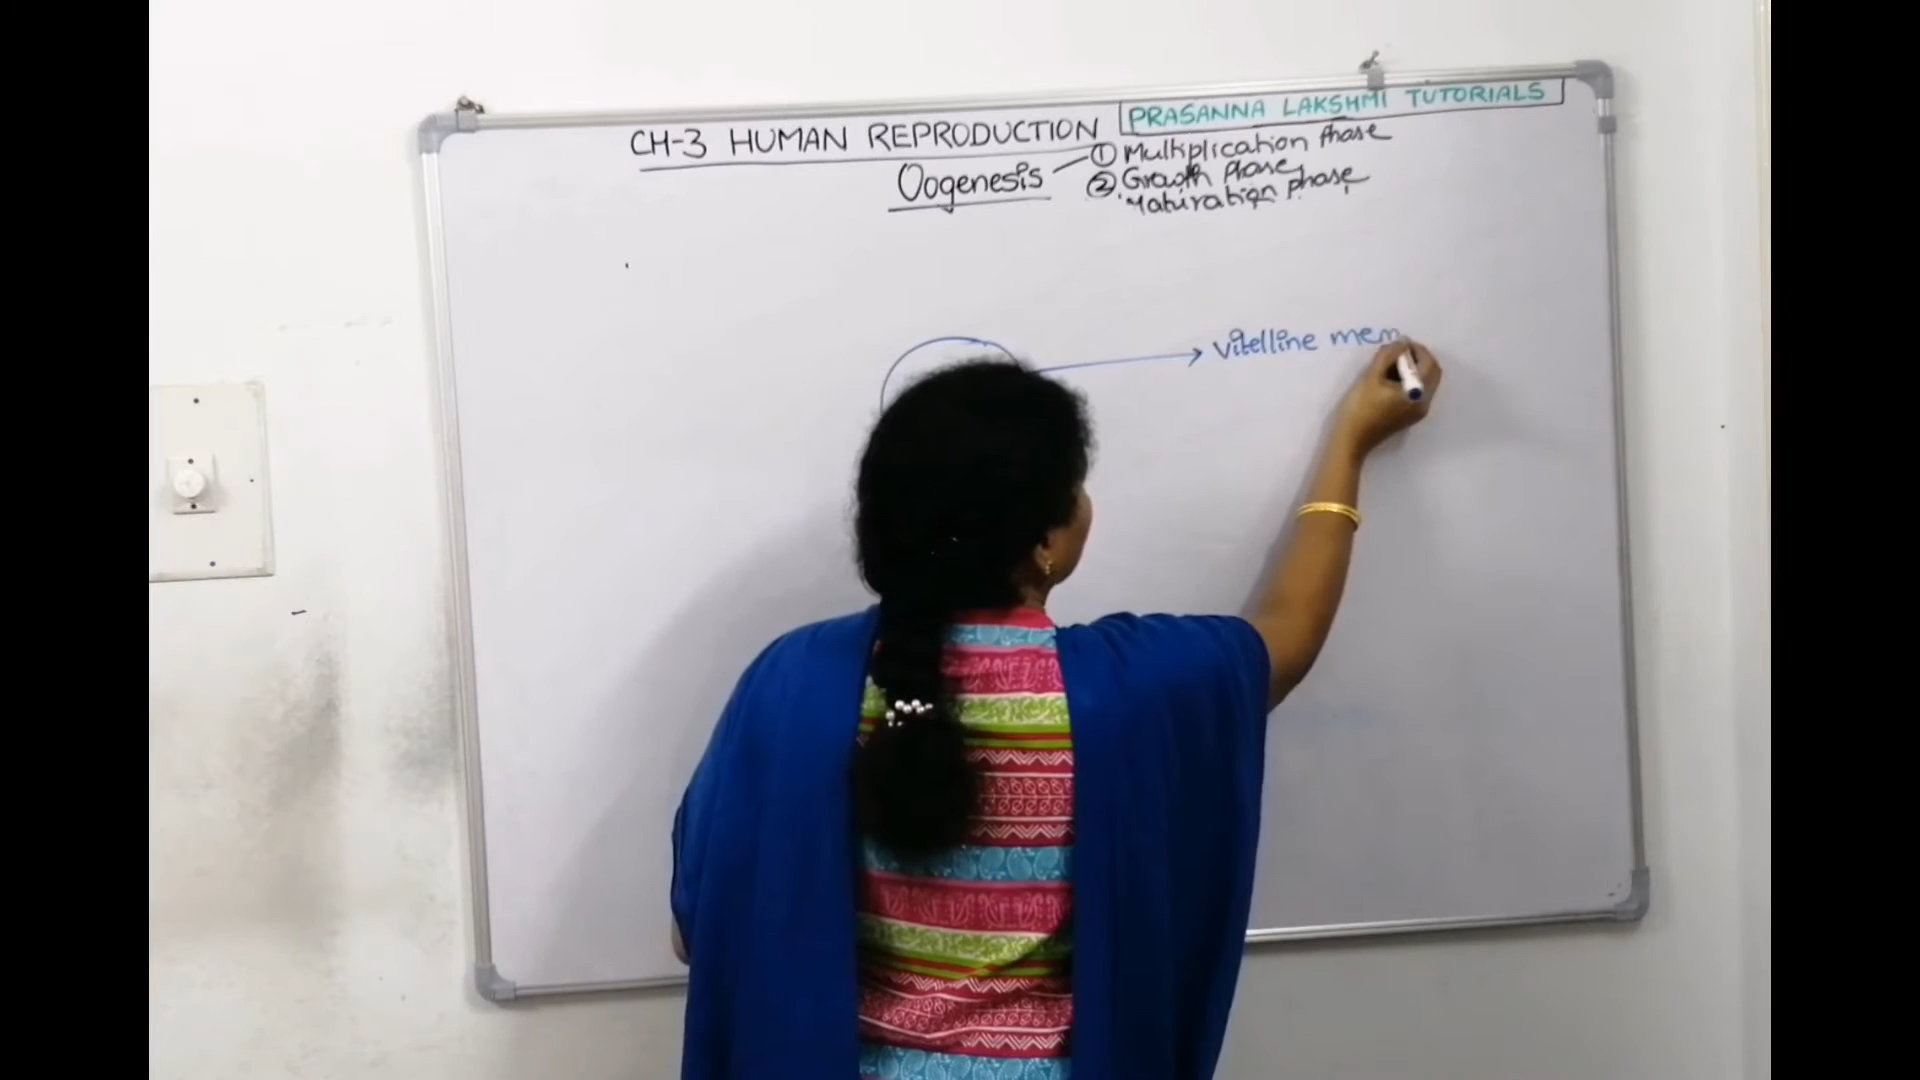 PRASANNA LAKSHMI TUTORIALS
CH-3 HUMAN REPRODUCTION
Oogenesis
① Multiplication phase
② Growth phase
Maturation phase
Vitelline mem